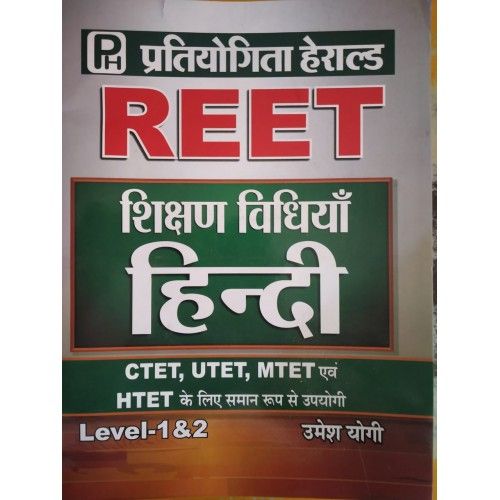 PH प्रतियोगिता हेराल्ड
REET
शिक्षण विधियाँ
हिन्दी
CTET, UTET, MTET एवं
HTET के लिए समान रूप से उपयोगी
Level-1&2 उमेश योगी